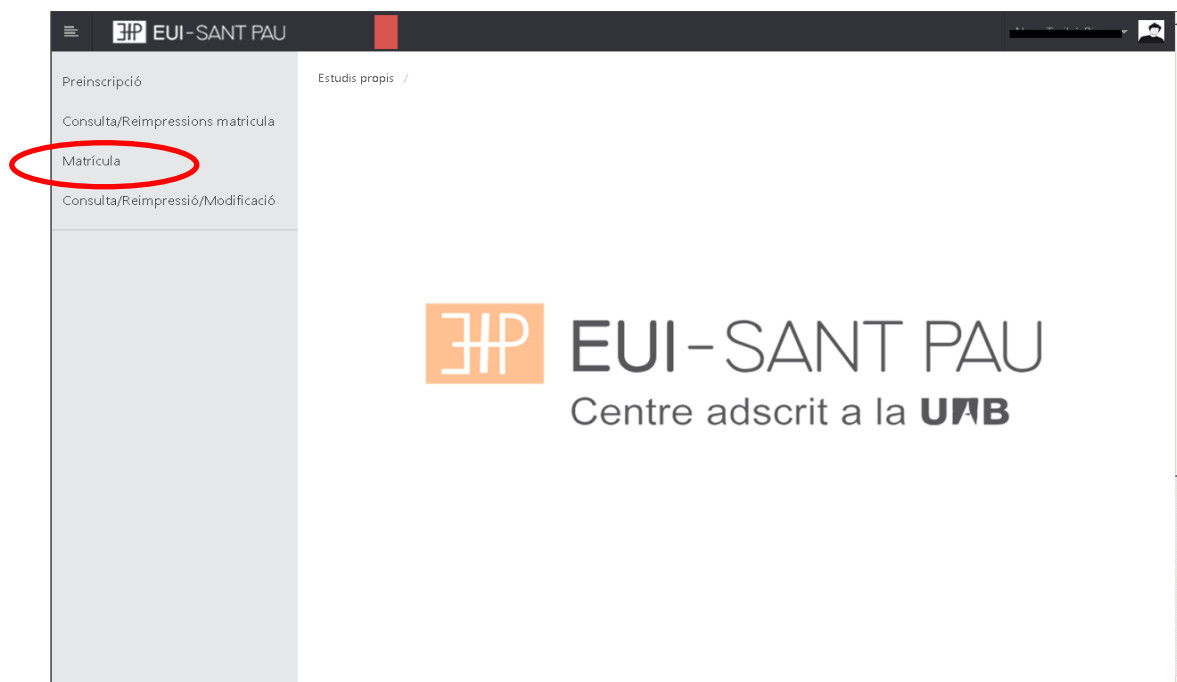 EUI-SANT PAU
Preinscripció
Estudis propis /
Consulta/Reimpressions matricula
Matrícula
Consulta/Reimpressió/Modificació
EUI-SANT PAU
Centre adscrit a la UAB